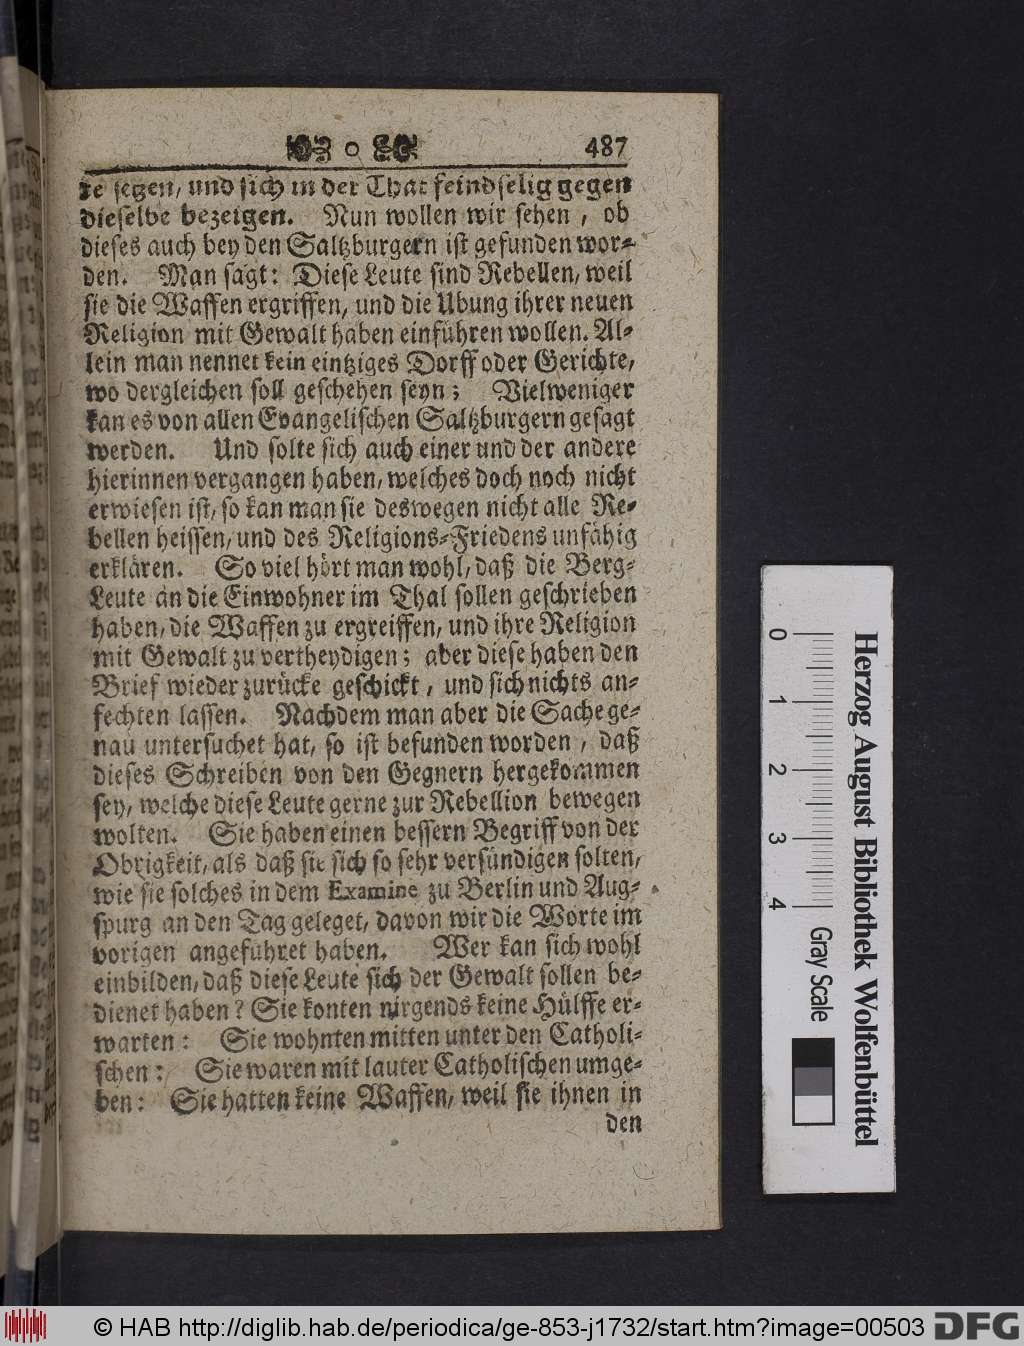 o 487
re setzen, und sich in der That feindselig gegen
dieselbe bezeigen. Nun wollen wir sehen, ob
dieses auch bey den Saltzburgern ist gefunden wor-
den. Man sagt: Diese Leute sind Rebellen, weil
sie die Waffen ergriffen, und die Ubung ihrer neuen
Religion mit Gewalt haben einführen wollen. Al-
lein man nennet kein eintziges Dorff oder Gerichte,
wo dergleichen soll geschehen seyn; Vielweniger
kan es von allen Evangelischen Saltzburgern gesagt
werden. Und solte sich auch einer und der andere
hierinnen vergangen haben, welches doch noch nicht
erwiesen ist, so kan man sie deswegen nicht alle Re-
bellen heissen, und des Religions-Friedens unfähig
erklären. So viel hört man wohl, daß die Berg-
Leute an die Einwohner im Thal sollen geschrieben
haben, die Waffen zu ergreiffen, und ihre Religion
mit Gewalt zu vertheydigen; aber diese haben den
Brief wieder zurücke geschickt, und sich nichts an-
fechten lassen. Nachdem man aber die Sache ge-
nau untersuchet hat, so ist befunden worden, daß
dieses Schreiben von den Gegnern hergekommen
sey, welche diese Leute gerne zur Rebellion bewegen
wolten. Sie haben einen bessern Begriff von der
Obrigkeit, als daß sie sich so sehr versündigen solten,
wie sie solches in dem Examine zu Berlin und Aug-
spurg an den Tag geleget, davon wir die Worte im
vorigen angeführet haben. Wer kan sich wohl
einbilden, daß diese Leute sich der Gewalt sollen be-
dienet haben? Sie konten nirgends keine Hülffe er-
warten: Sie wohnten mitten unter den Catholi-
schen: Sie waren mit lauter Catholischen umge-
ben: Sie hatten keine Waffen, weil sie ihnen in
den
0 1 2 3 4
Gray Scale
Herzog August Bibliothek Wolfenbüttel
© HAB http://diglib.hab.de/periodica/ge-853-j1732/start.htm?image=00503
DFG